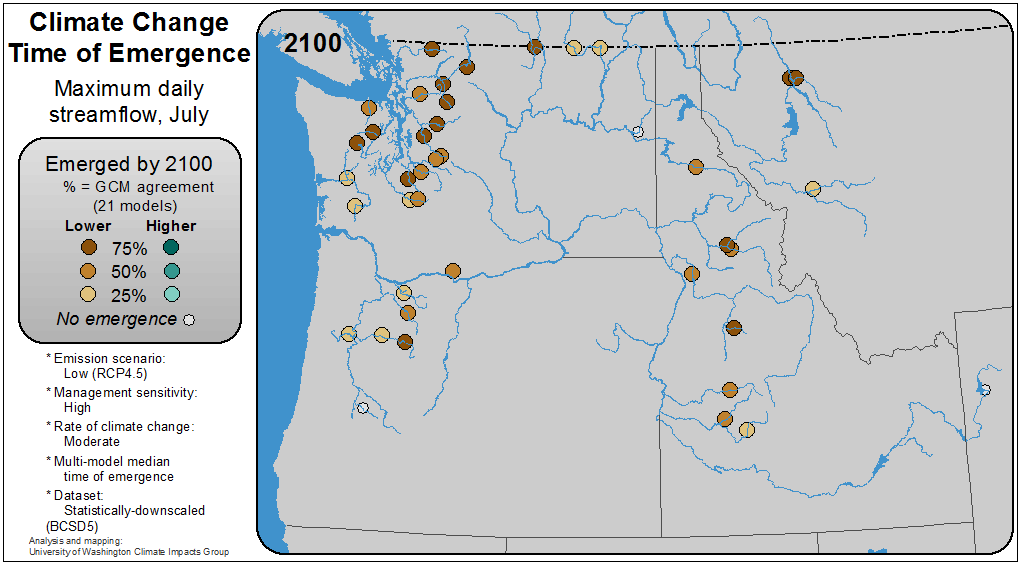 Climate Change
Time of Emergence
Maximum daily
streamflow, July
Emerged by 2100
% = GCM agreement
(21 models)
Lower Higher
75%
50%
25%
No emergence
* Emission scenario:
Low (RCP4.5)
* Management sensitivity:
High
* Rate of climate change:
Moderate
* Multi-model median
time of emergence
* Dataset:
Statistically-downscaled
(BCSD5)
Analysis and mapping:
University of Washington Climate Impacts Group
2100